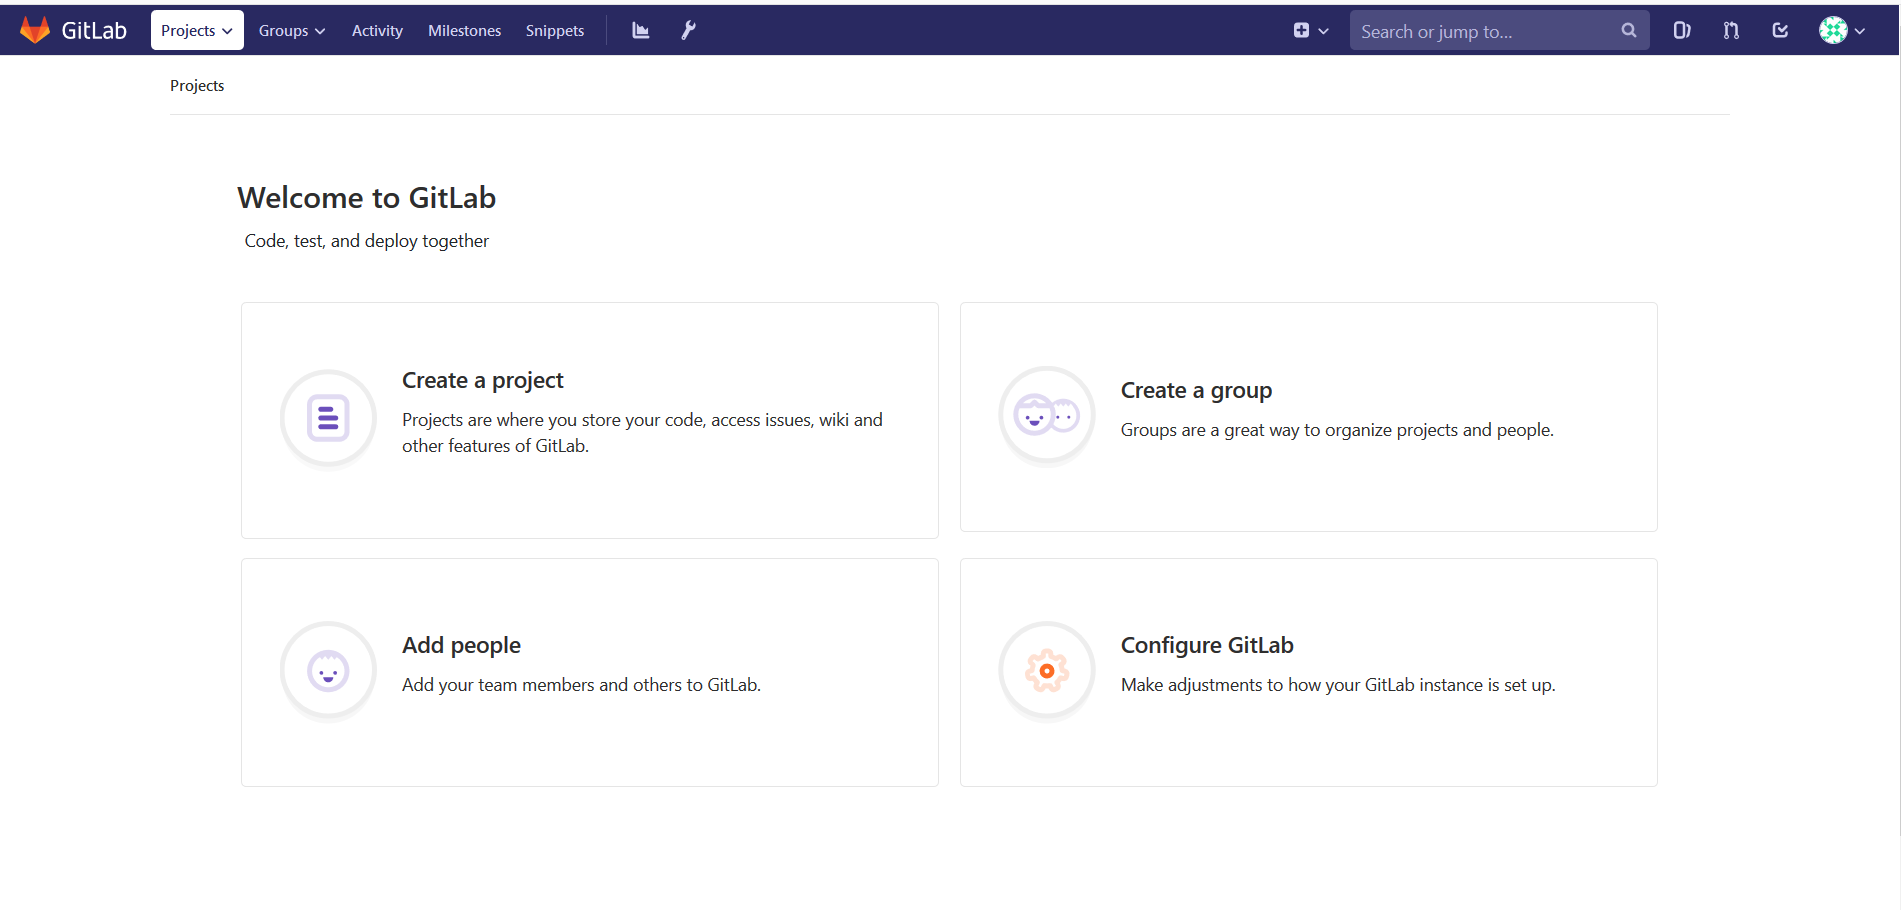 GitLab Projects Groups Activity Milestones Snippets Search or jump to...
Projects
Welcome to GitLab
Code, test, and deploy together
Create a project
Projects are where you store your code, access issues, wiki and
other features of GitLab.
Create a group
Groups are a great way to organize projects and people.
Add people
Add your team members and others to GitLab.
Configure GitLab
Make adjustments to how your GitLab instance is set up.